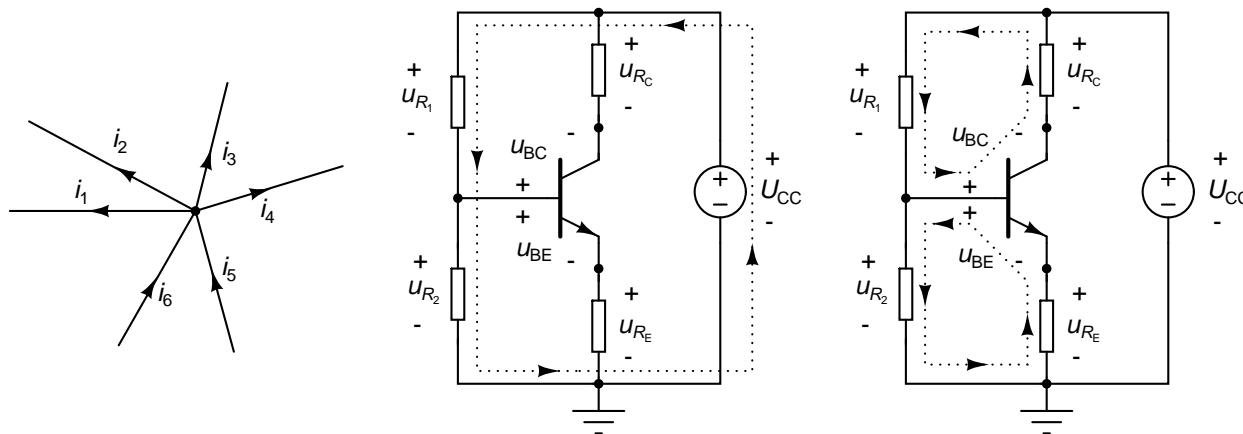 i1
i2
i3
i4
i5
i6
+
uR1
-
+
uRC
-
-
uBC
+
+
uBE
-
+
uR2
-
+
uRE
-
+
-
+
UCC
-
+
uR1
-
+
uRC
-
-
uBC
+
+
uBE
-
+
uR2
-
+
uRE
-
+
-
+
UCC
-